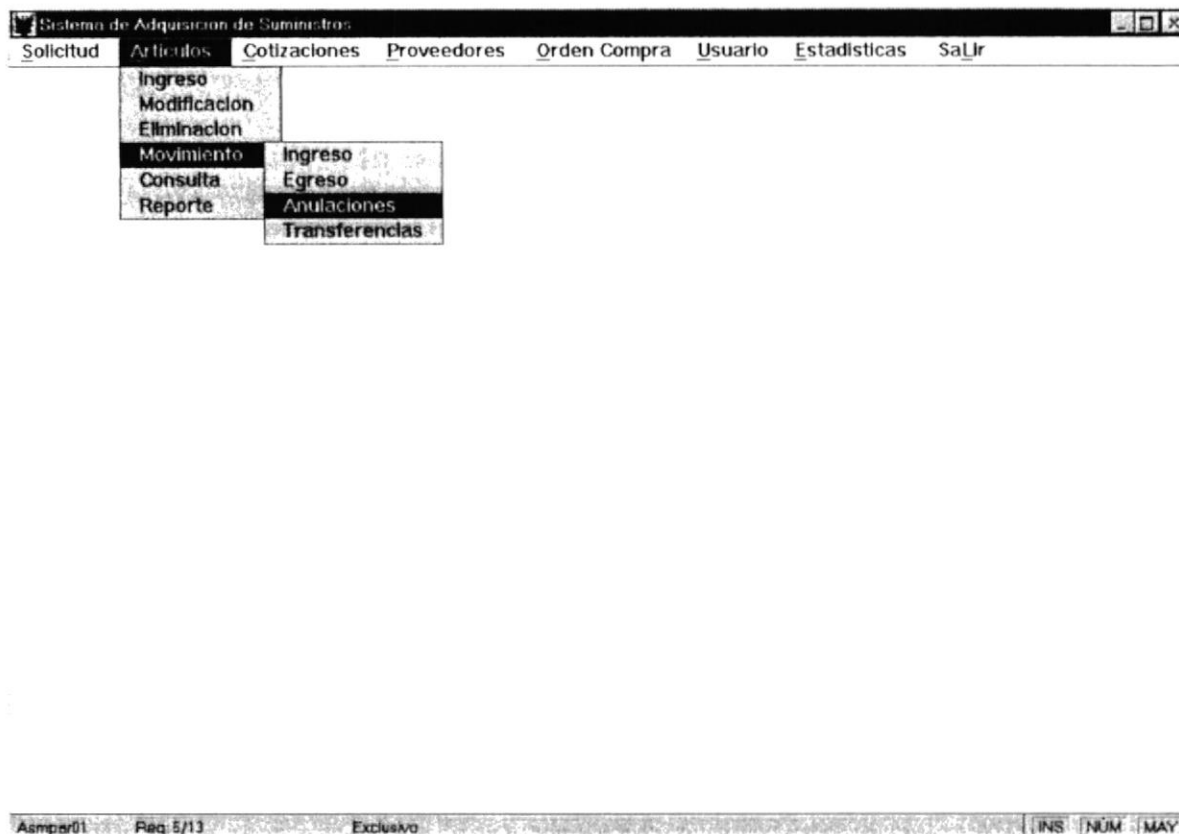 Sistema de Adquisicion de Suministros
Solicitud Articulos Cotizaciones Proveedores Orden Compra Usuario Estadisticas SaLir
Ingreso
Modificacion
Eliminacion
Movimiento Ingreso
Consulta Egreso
Reporte Anulaciones
Transferencias
Asmpar01 Reg: 5/13 Exclusivo INS NÚM MAY